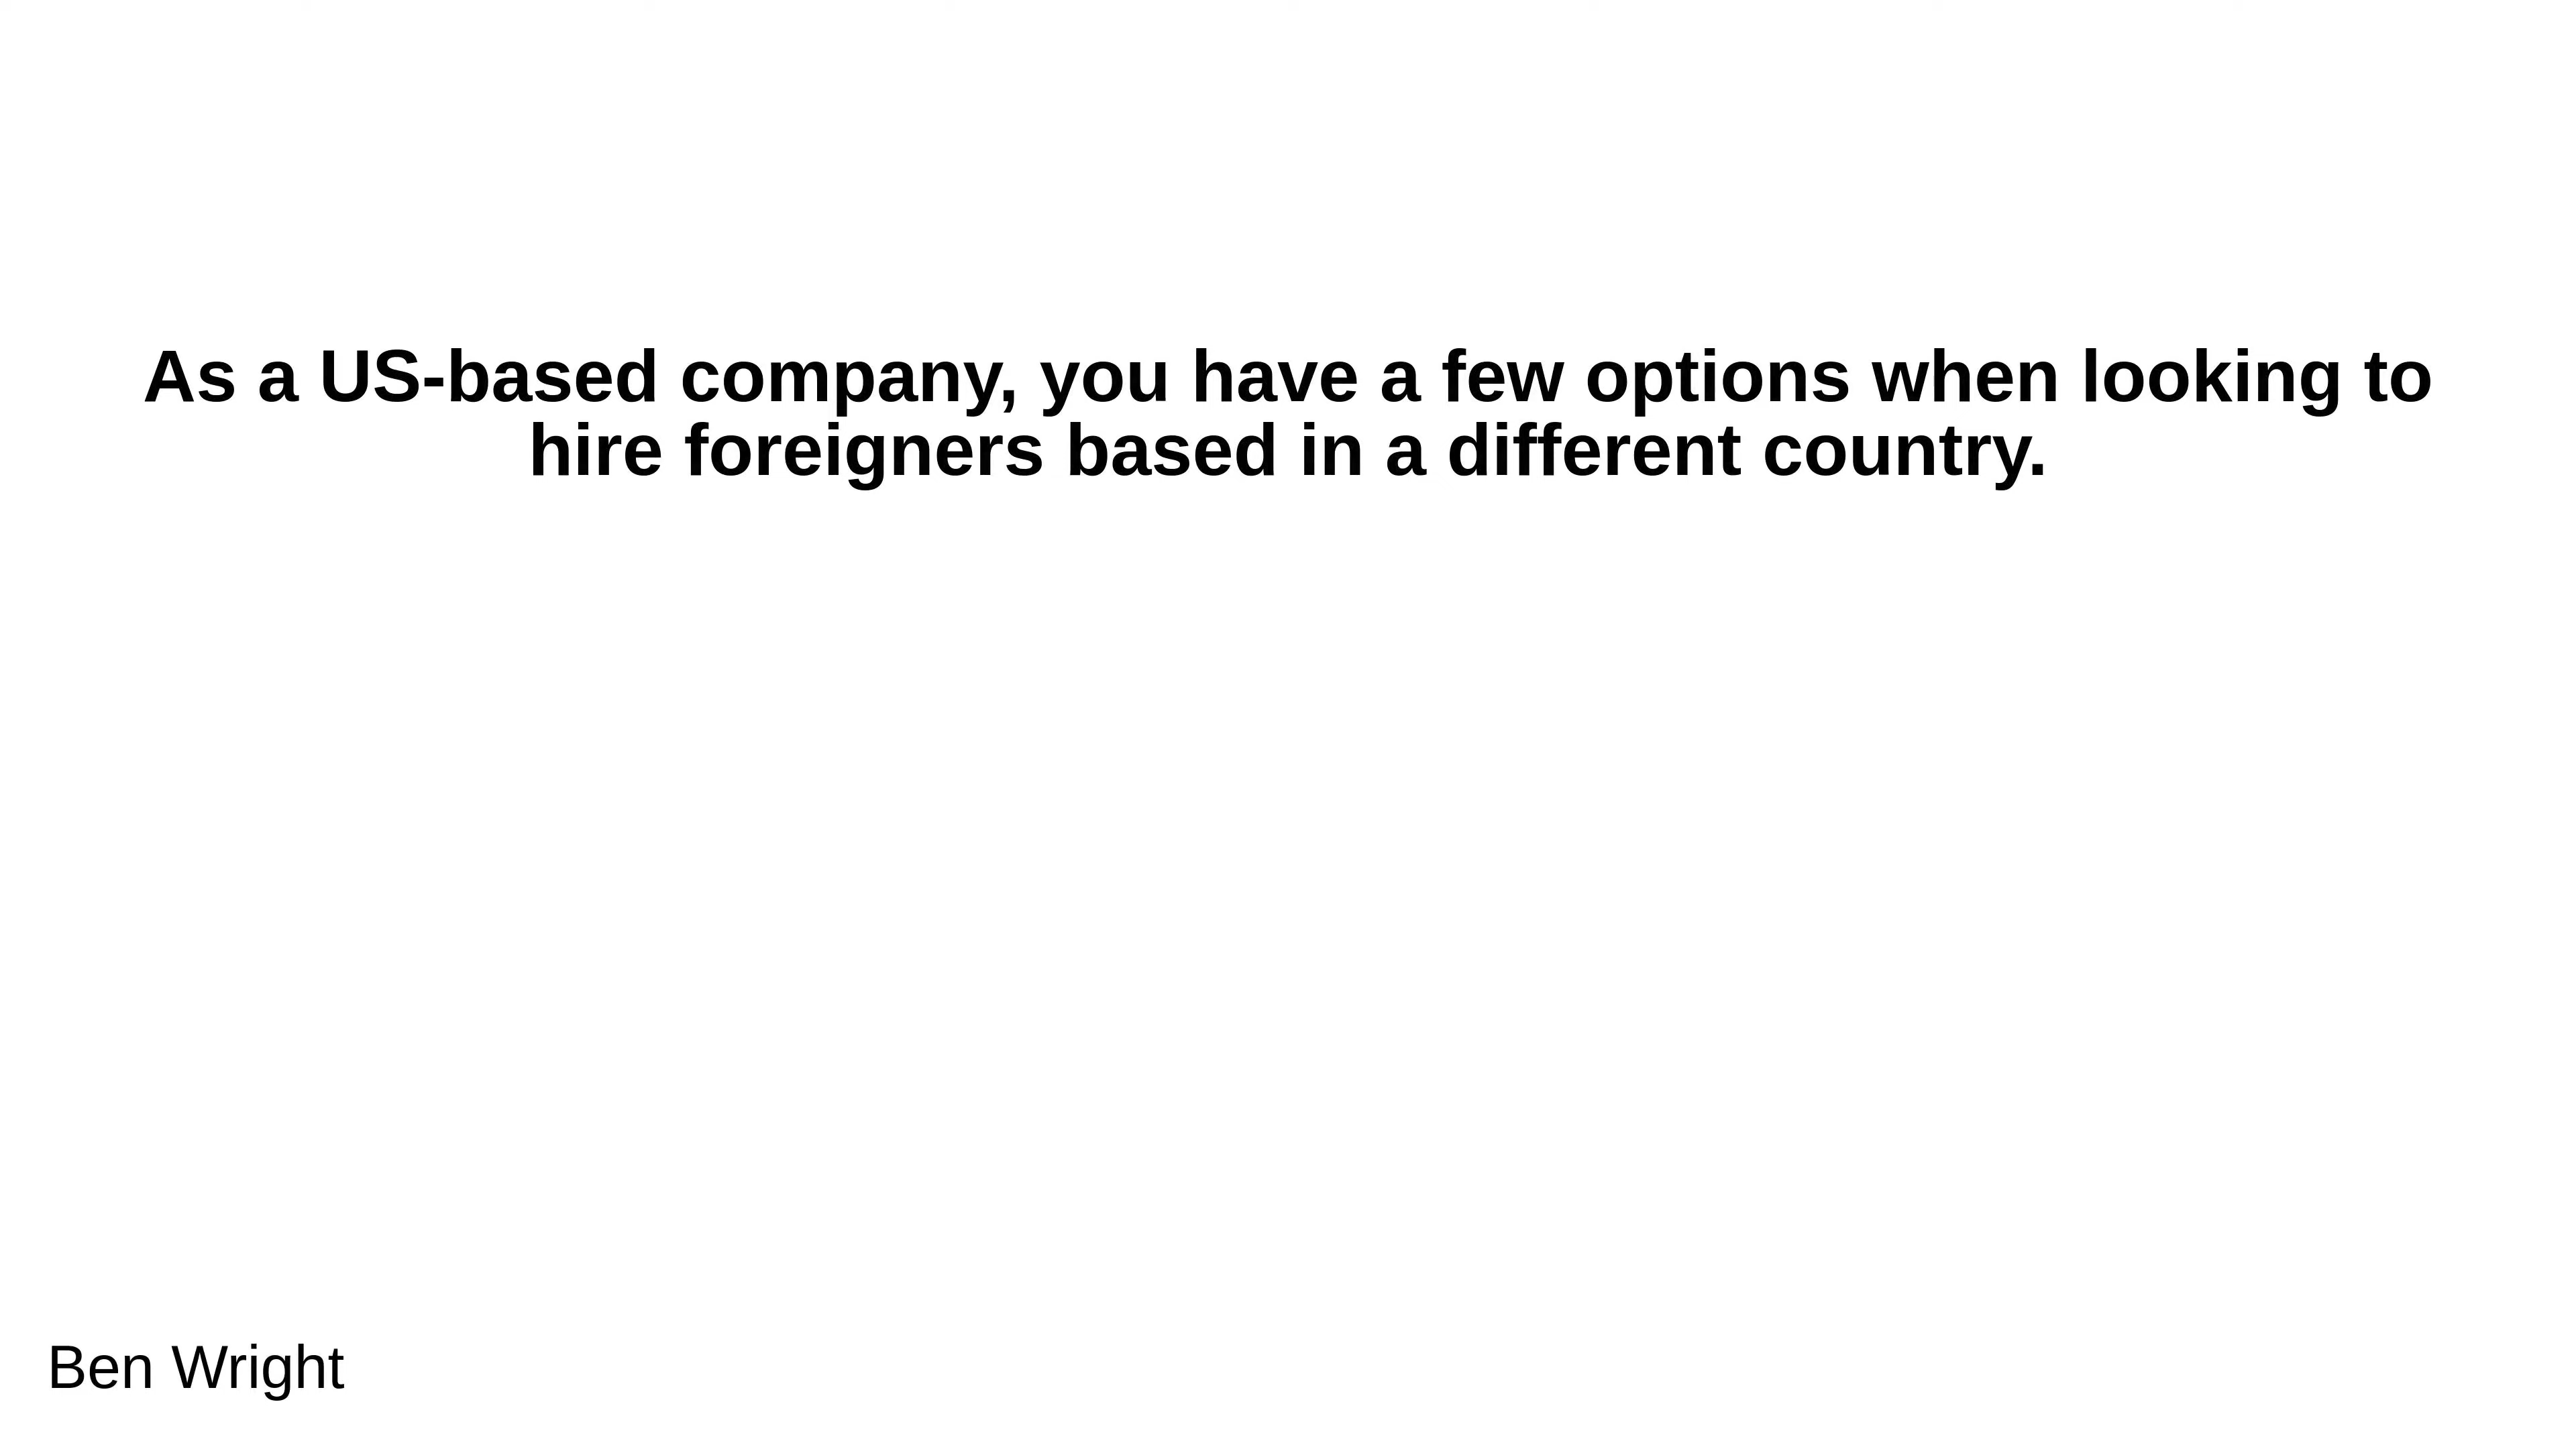 As a US-based company, you have a few options when looking to
hire foreigners based in a different country.
Ben Wright